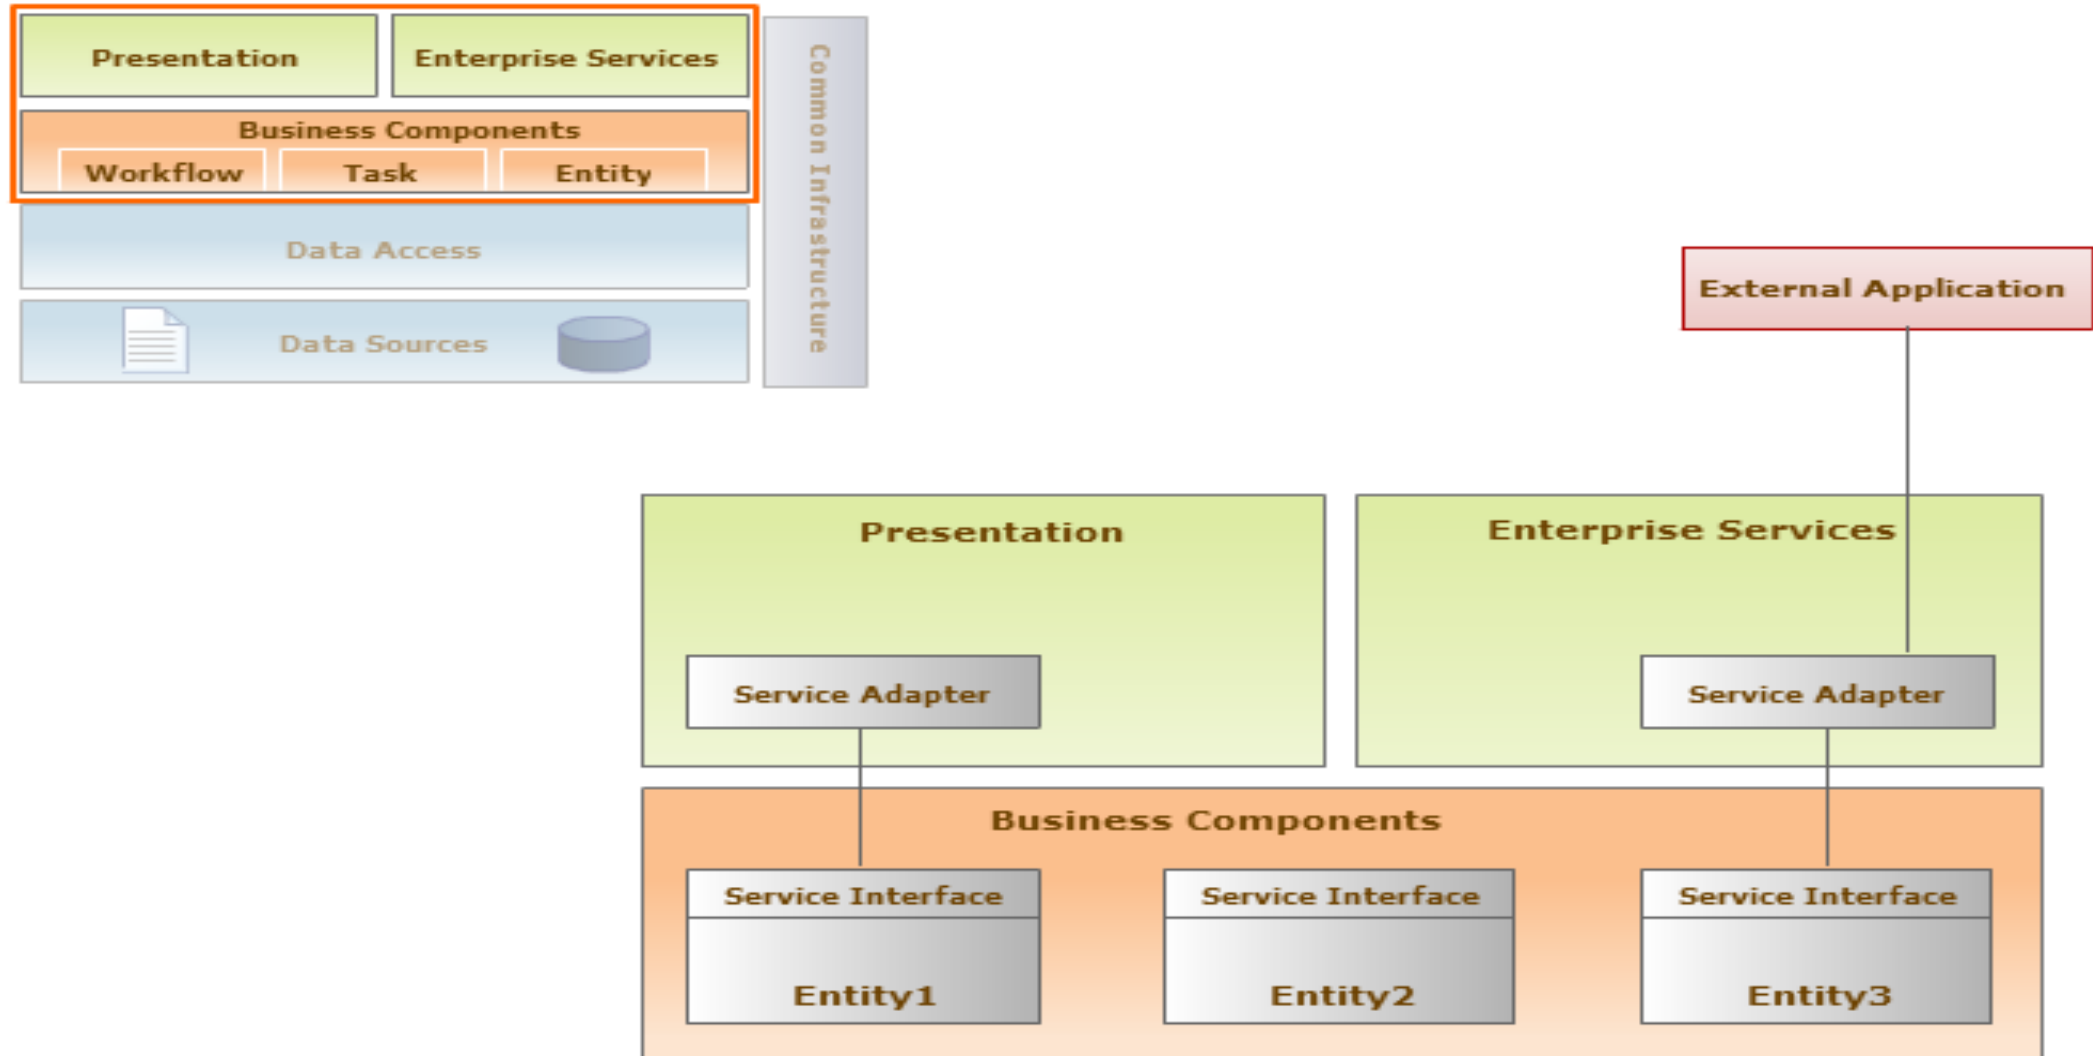 Presentation
Enterprise Services
Business Components
Workflow
Task
Entity
Data Access
Data Sources
Common Infrastructure
External Application
Presentation
Enterprise Services
Service Adapter
Service Adapter
Business Components
Service Interface
Service Interface
Service Interface
Entity1
Entity2
Entity3